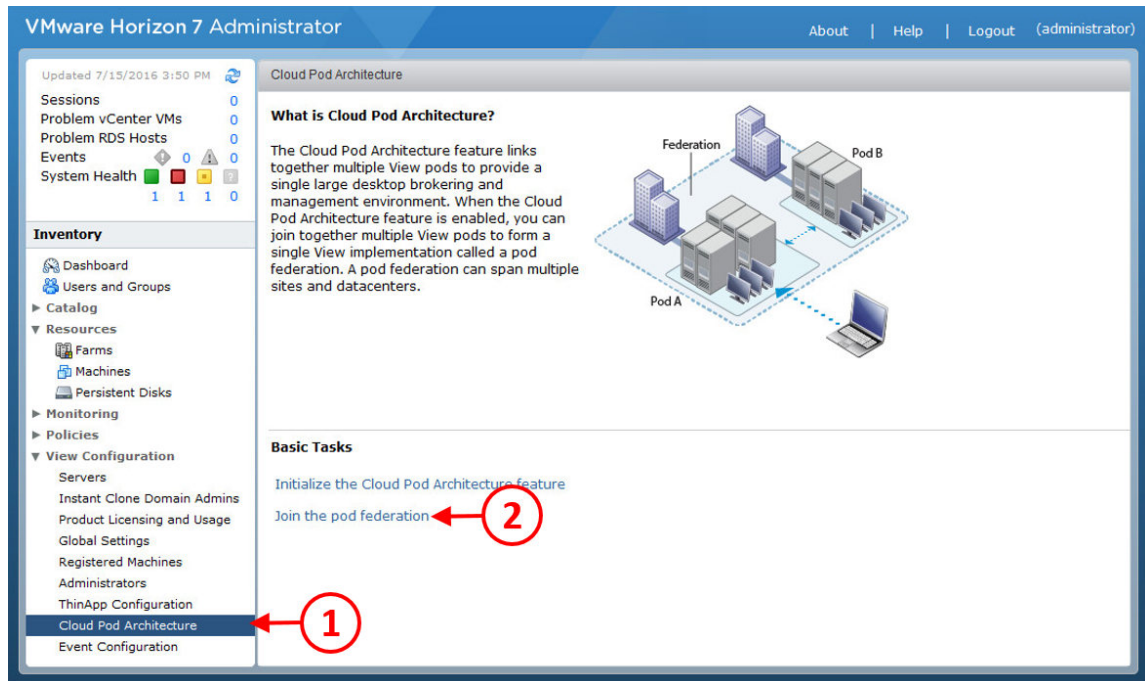 VMware Horizon 7 Administrator
About | Help | Logout (administrator)
Updated 7/15/2016 3:50 PM
Sessions 0
Problem vCenter VMs 0
Problem RDS Hosts 0
Events 0 0
System Health
1 1 1 0
Inventory
Dashboard
Users and Groups
Catalog
Resources
Farms
Machines
Persistent Disks
Monitoring
Policies
View Configuration
Servers
Instant Clone Domain Admins
Product Licensing and Usage
Global Settings
Registered Machines
Administrators
ThinApp Configuration
Cloud Pod Architecture
Event Configuration
1
Cloud Pod Architecture
What is Cloud Pod Architecture?
The Cloud Pod Architecture feature links
together multiple View pods to provide a
single large desktop brokering and
management environment. When the Cloud
Pod Architecture feature is enabled, you can
join together multiple View pods to form a
single View implementation called a pod
federation. A pod federation can span multiple
sites and datacenters.
Federation
Pod B
Pod A
Basic Tasks
Initialize the Cloud Pod Architecture feature
Join the pod federation
2